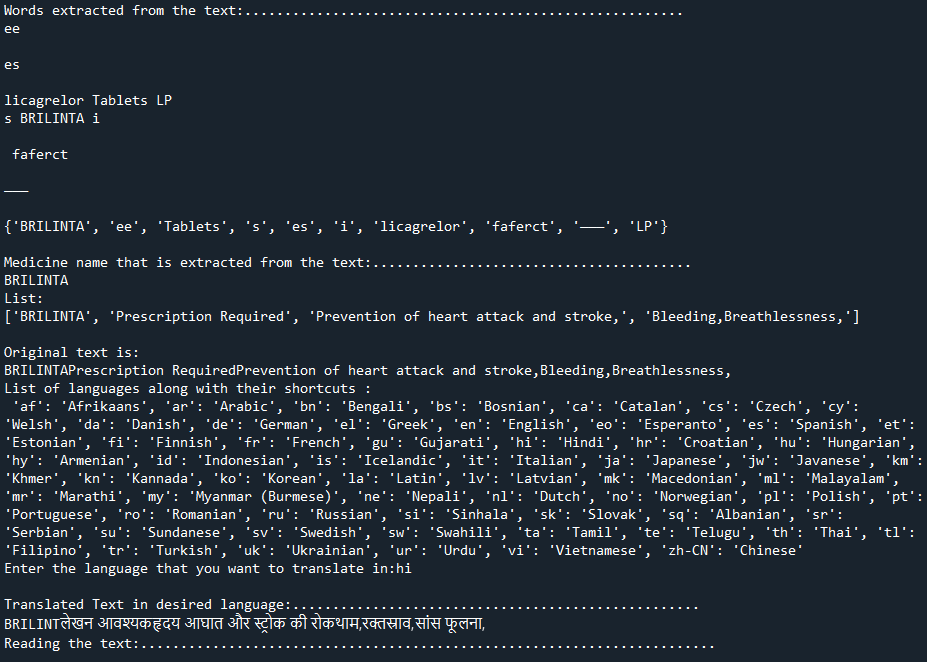 Words extracted from the text:......................................................
ee
es
licagrelor Tablets LP
s BRILINTA i
faferct
———
{'BRILINTA', 'ee', 'Tablets', 's', 'es', 'i', 'licagrelor', 'faferct', '———', 'LP'}
Medicine name that is extracted from the text:.......................................
BRILINTA
List:
['BRILINTA', 'Prescription Required', 'Prevention of heart attack and stroke,', 'Bleeding,Breathlessness,']
Original text is:
BRILINTAPrescription RequiredPrevention of heart attack and stroke,Bleeding,Breathlessness,
List of languages along with their shortcuts :
'af': 'Afrikaans', 'ar': 'Arabic', 'bn': 'Bengali', 'bs': 'Bosnian', 'ca': 'Catalan', 'cs': 'Czech', 'cy':
'Welsh', 'da': 'Danish', 'de': 'German', 'el': 'Greek', 'en': 'English', 'eo': 'Esperanto', 'es': 'Spanish', 'et':
'Estonian', 'fi': 'Finnish', 'fr': 'French', 'gu': 'Gujarati', 'hi': 'Hindi', 'hr': 'Croatian', 'hu': 'Hungarian',
'hy': 'Armenian', 'id': 'Indonesian', 'is': 'Icelandic', 'it': 'Italian', 'ja': 'Japanese', 'jw': 'Javanese', 'km':
'Khmer', 'kn': 'Kannada', 'ko': 'Korean', 'la': 'Latin', 'lv': 'Latvian', 'mk': 'Macedonian', 'ml': 'Malayalam',
'mr': 'Marathi', 'my': 'Myanmar (Burmese)', 'ne': 'Nepali', 'nl': 'Dutch', 'no': 'Norwegian', 'pl': 'Polish', 'pt':
'Portuguese', 'ro': 'Romanian', 'ru': 'Russian', 'si': 'Sinhala', 'sk': 'Slovak', 'sq': 'Albanian', 'sr':
'Serbian', 'su': 'Sundanese', 'sv': 'Swedish', 'sw': 'Swahili', 'ta': 'Tamil', 'te': 'Telugu', 'th': 'Thai', 'tl':
'Filipino', 'tr': 'Turkish', 'uk': 'Ukrainian', 'ur': 'Urdu', 'vi': 'Vietnamese', 'zh-CN': 'Chinese'
Enter the language that you want to translate in:hi
Translated Text in desired language:..................................................
BRILINTलेखन आवश्यकहृदय आघात और स्ट्रोक की रोकथाम,रक्तस्राव,सांस फूलना,
Reading the text:.......................................................................